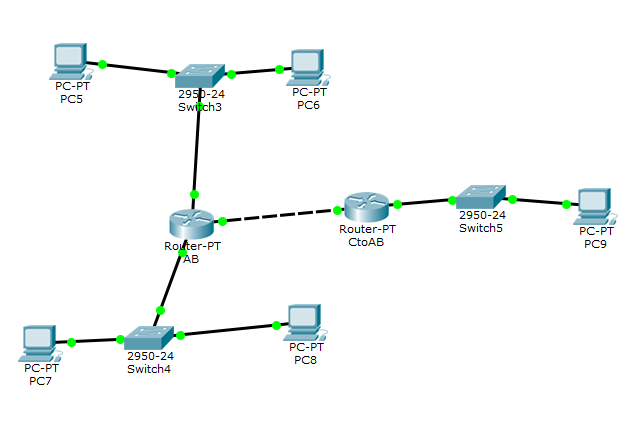 PC-PT
PC5
2950-24
Switch3
PC-PT
PC6
Router-PT
AB
Router-PT
CtoAB
2950-24
Switch5
PC-PT
PC9
PC-PT
PC7
2950-24
Switch4
PC-PT
PC8